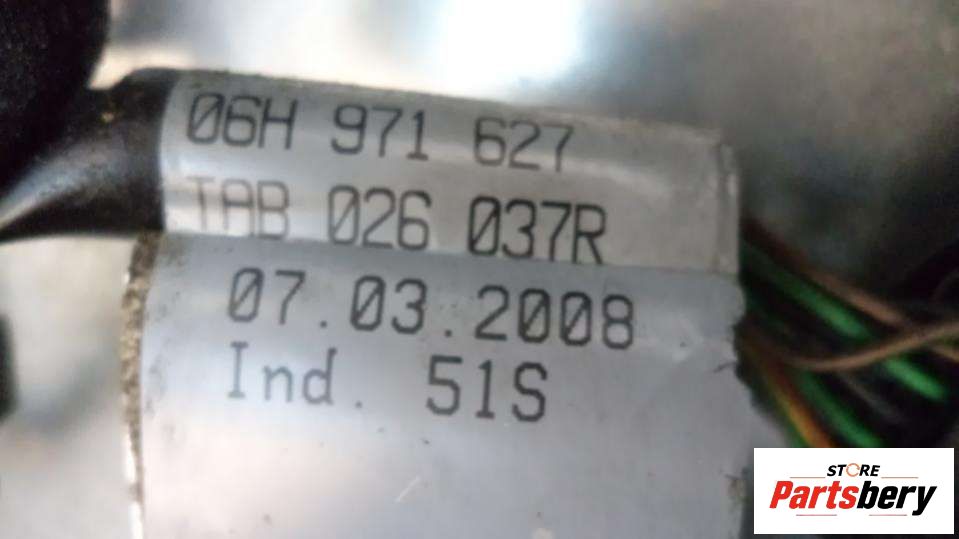 06H 971 627
TAB 026 037R
07.03.2008
Ind. 51S
STORE
Partsbery